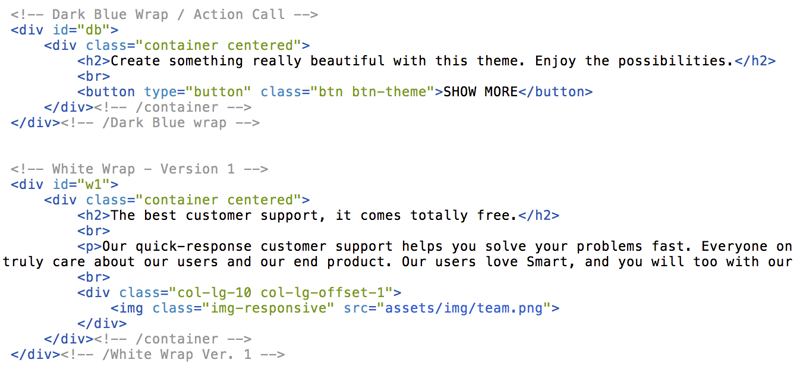 <!-- Dark Blue Wrap / Action Call -->
<div id="db">
<div class="container centered">
<h2>Create something really beautiful with this theme. Enjoy the possibilities.</h2>
<br>
<button type="button" class="btn btn-theme">SHOW MORE</button>
</div><!-- /container -->
</div><!-- /Dark Blue wrap -->
<!-- White Wrap - Version 1 -->
<div id="w1">
<div class="container centered">
<h2>The best customer support, it comes totally free.</h2>
<br>
<p>Our quick-response customer support helps you solve your problems fast. Everyone on
truly care about our users and our end product. Our users love Smart, and you will too with our
<br>
<div class="col-lg-10 col-lg-offset-1">
<img class="img-responsive" src="assets/img/team.png">
</div>
</div><!-- /container -->
</div><!-- /White Wrap Ver. 1 -->